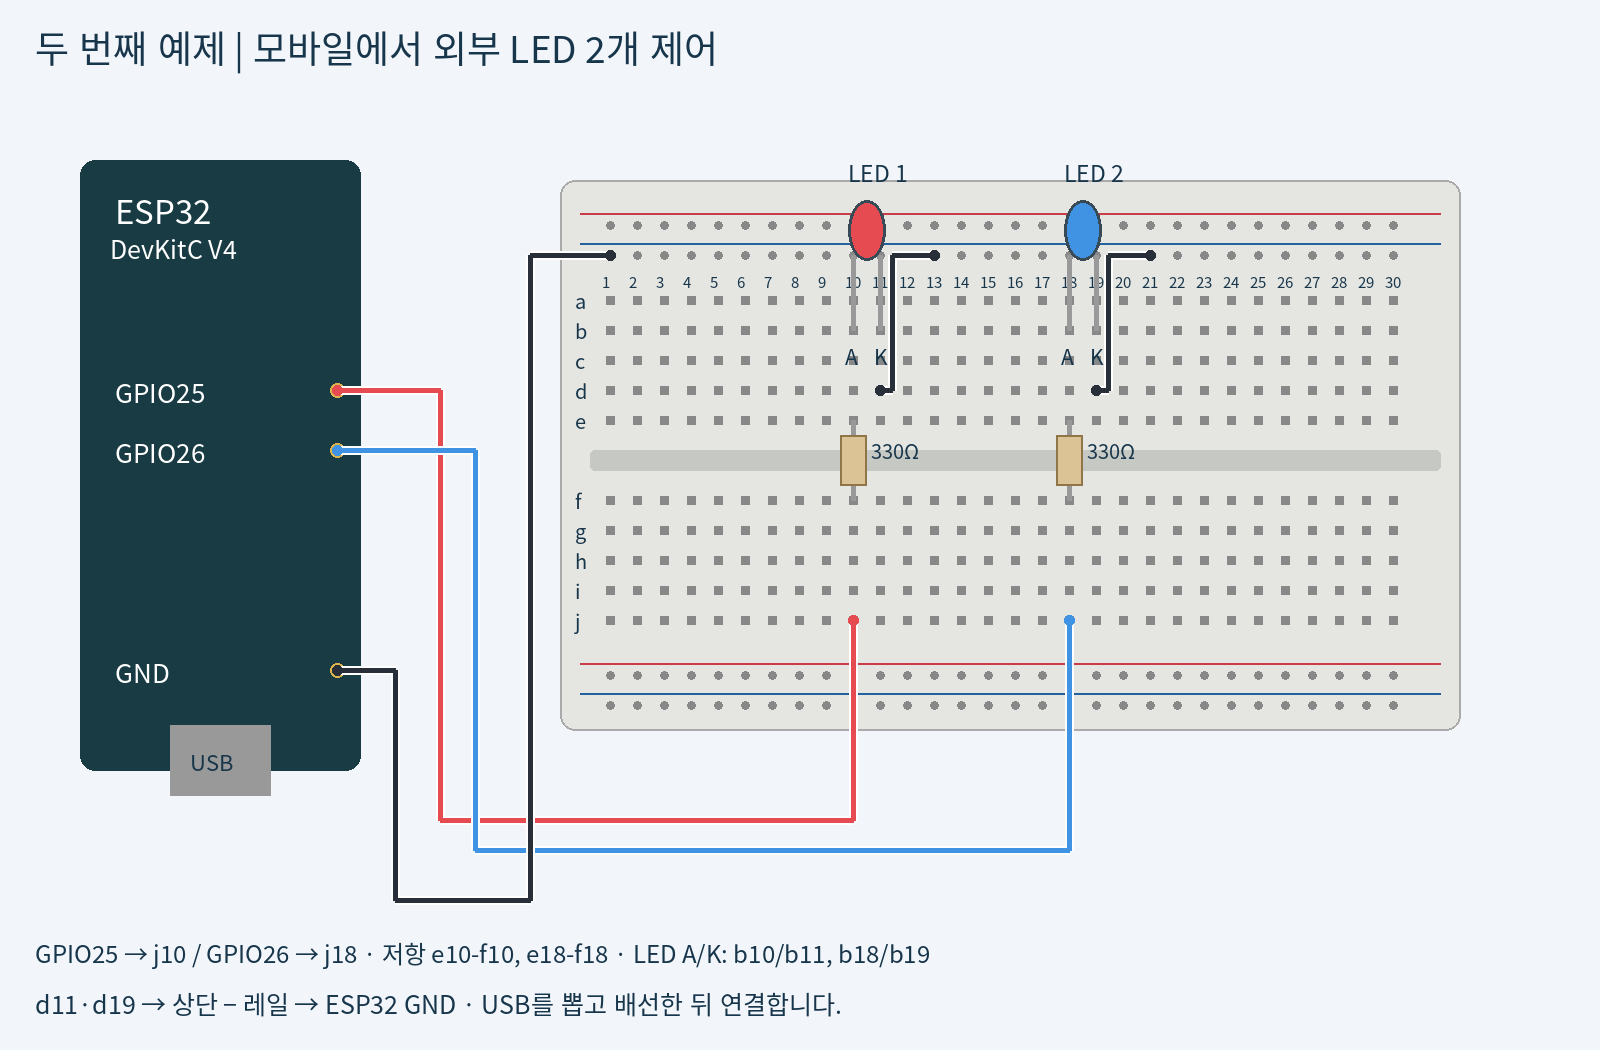 두 번째 예제 | 모바일에서 외부 LED 2개 제어
LED 1
LED 2
ESP32
DevKitC V4
1 2 3 4 5 6 7 8 9 10 11 12 13 14 15 16 17 18 19 20 21 22 23 24 25 26 27 28 29 30
a
b
A K A K
c
GPIO25
d
e
GPIO26
330Ω 330Ω
f
g
h
i
j
GND
USB
GPIO25 → j10 / GPIO26 → j18 · 저항 e10-f10, e18-f18 · LED A/K: b10/b11, b18/b19
d11·d19 → 상단 − 레일 → ESP32 GND · USB를 뽑고 배선한 뒤 연결합니다.